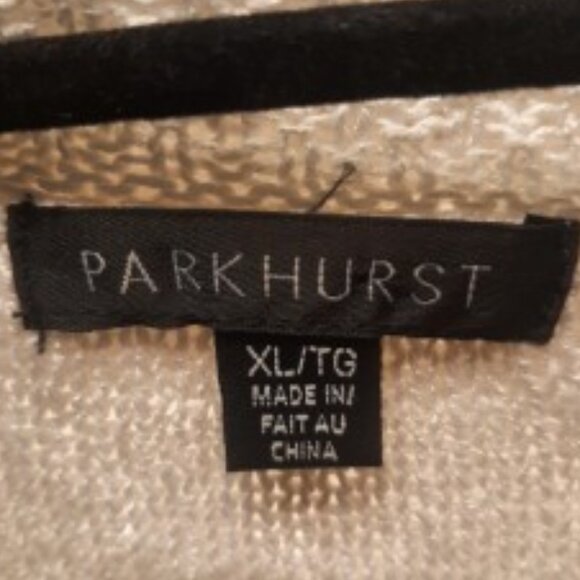 PARKHURST
XL/TG
MADE IN/
FAIT AU
CHINA